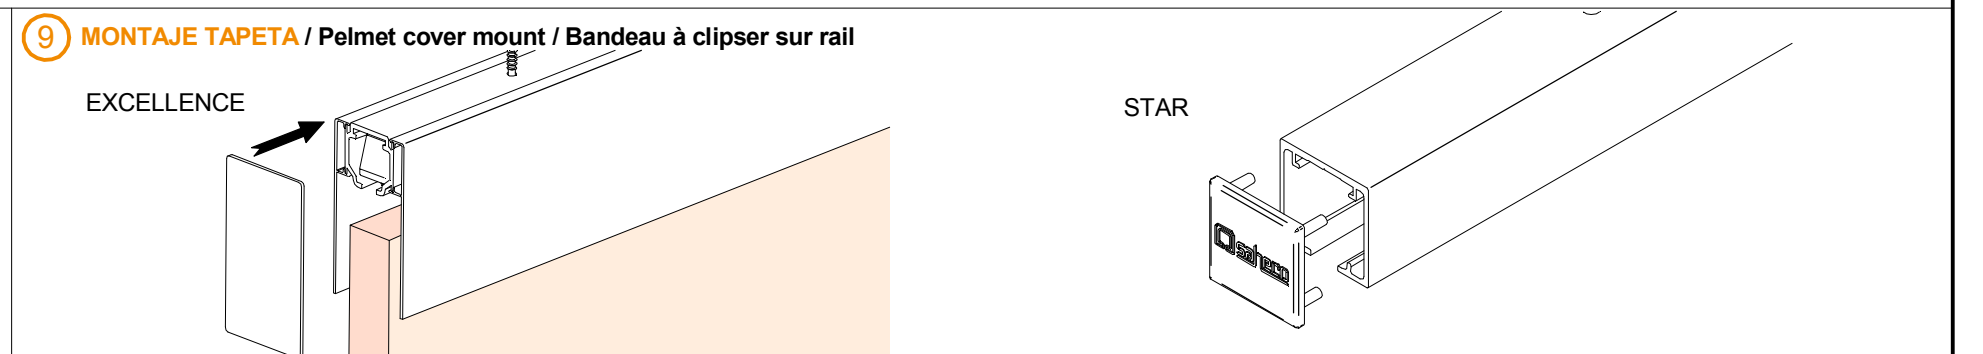 9 MONTAJE TAPETA / Pelmet cover mount / Bandeau à clipser sur rail
EXCELLENCE
STAR
saheco